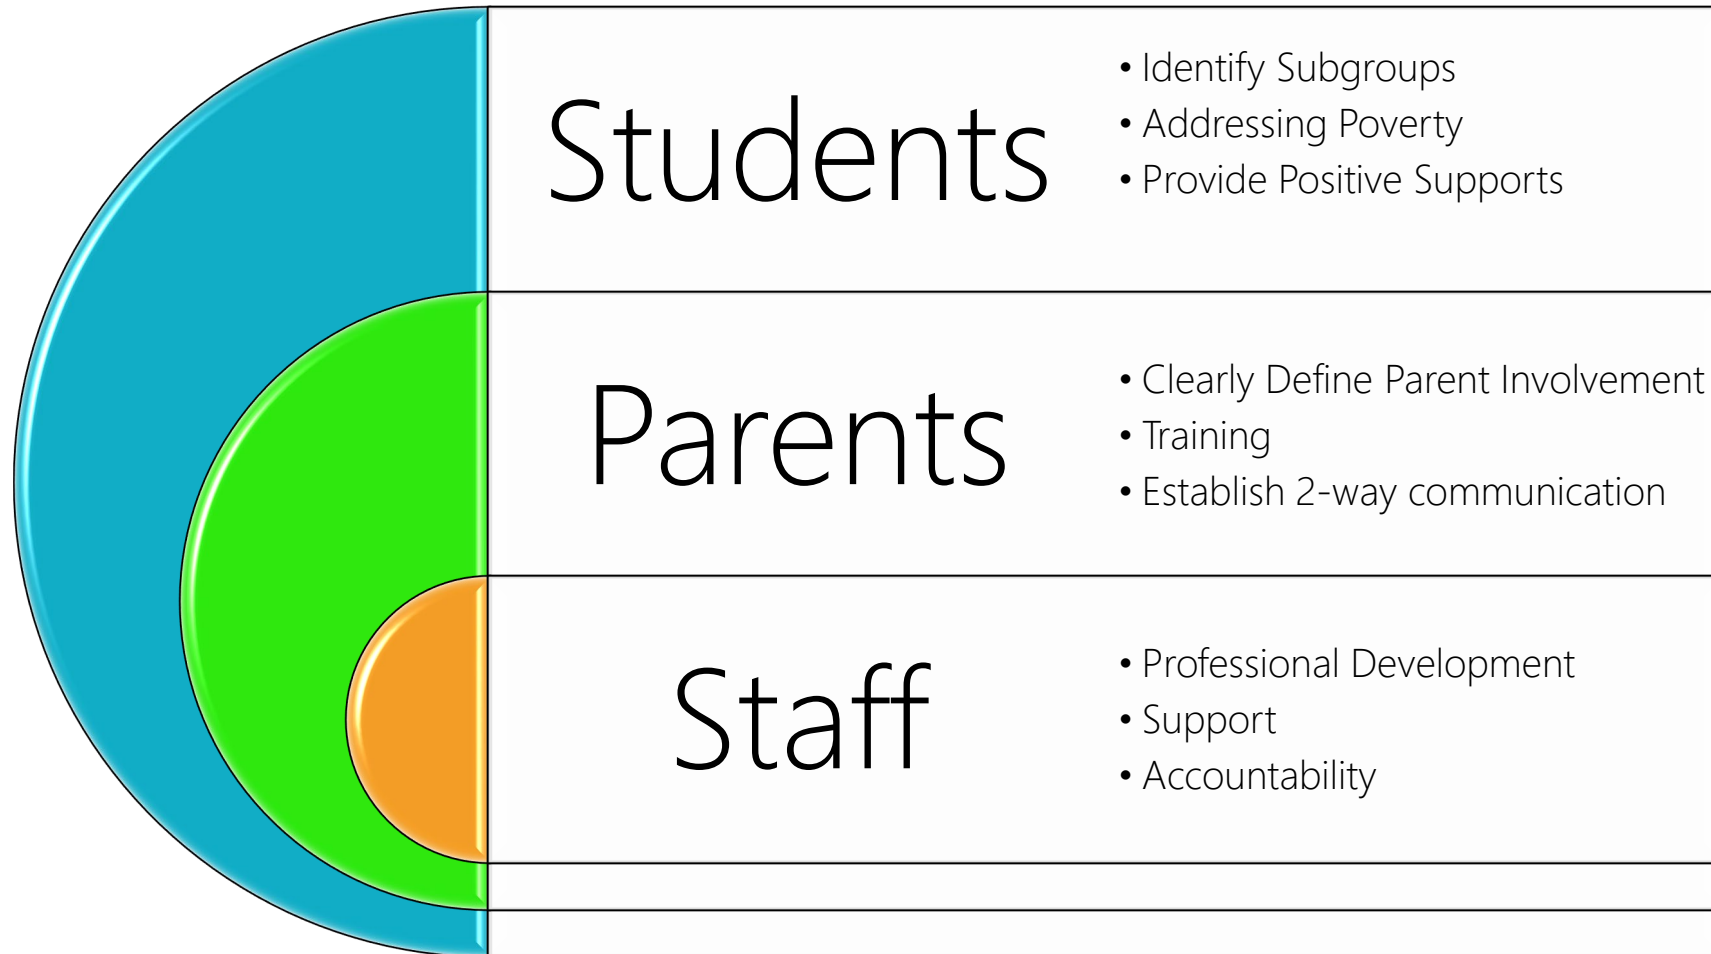 Students
• Identify Subgroups
• Addressing Poverty
• Provide Positive Supports
Parents
• Clearly Define Parent Involvement
• Training
• Establish 2-way communication
Staff
• Professional Development
• Support
• Accountability